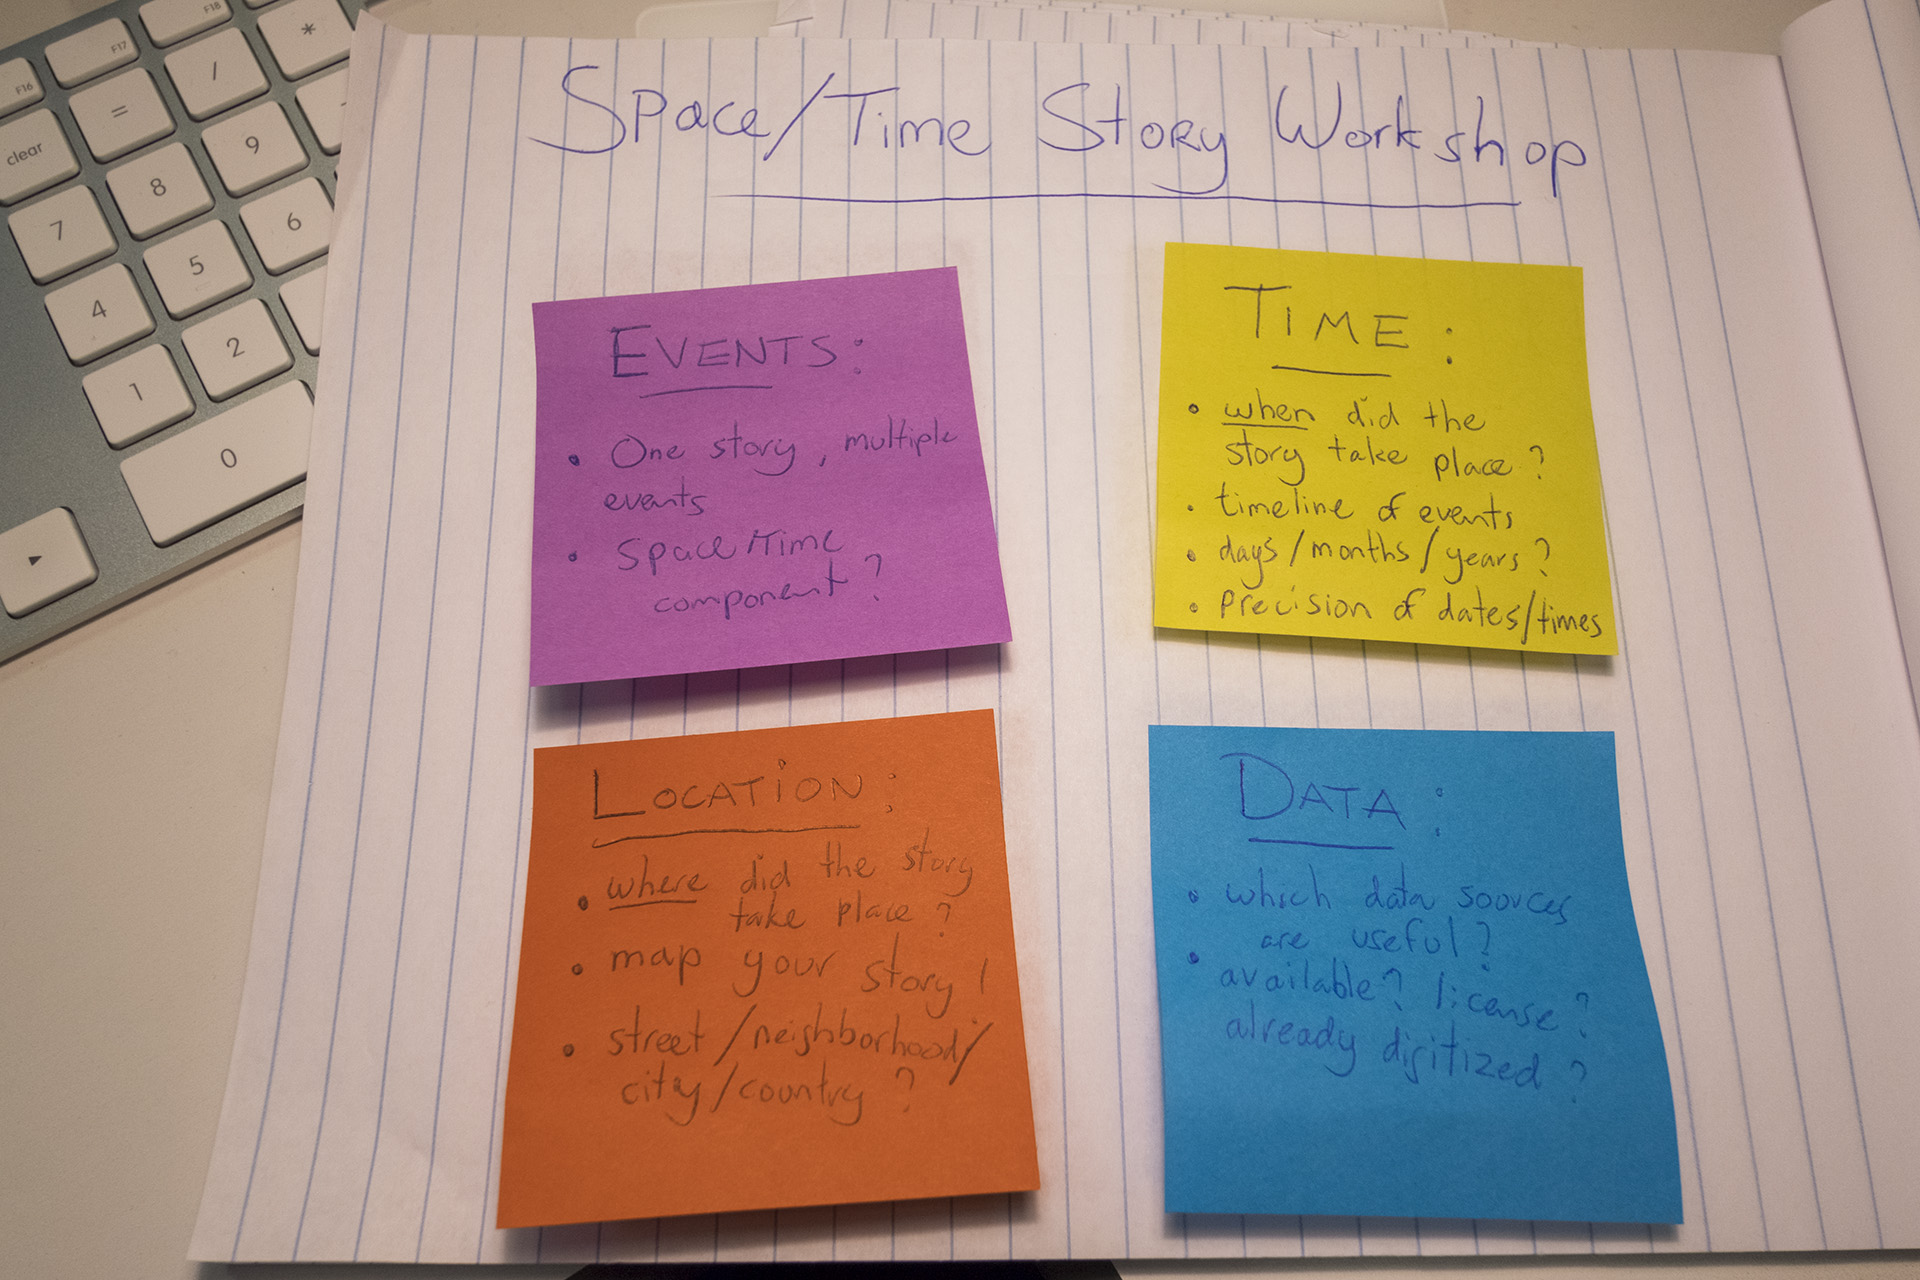 Space/Time Story Workshop
EVENTS:
• One story, multiple
events
• Space/Time
component?
TIME:
• when did the
story take place?
• timeline of events
• days/months/years?
• precision of dates/times
LOCATION:
• where did the story
take place?
• map your story!
• street/neighborhood/
city/country?
DATA:
• which data sources
are useful?
• available? license?
already digitized?
F16
F17
F18
clear
=
/
*
7
8
9
4
5
6
1
2
0